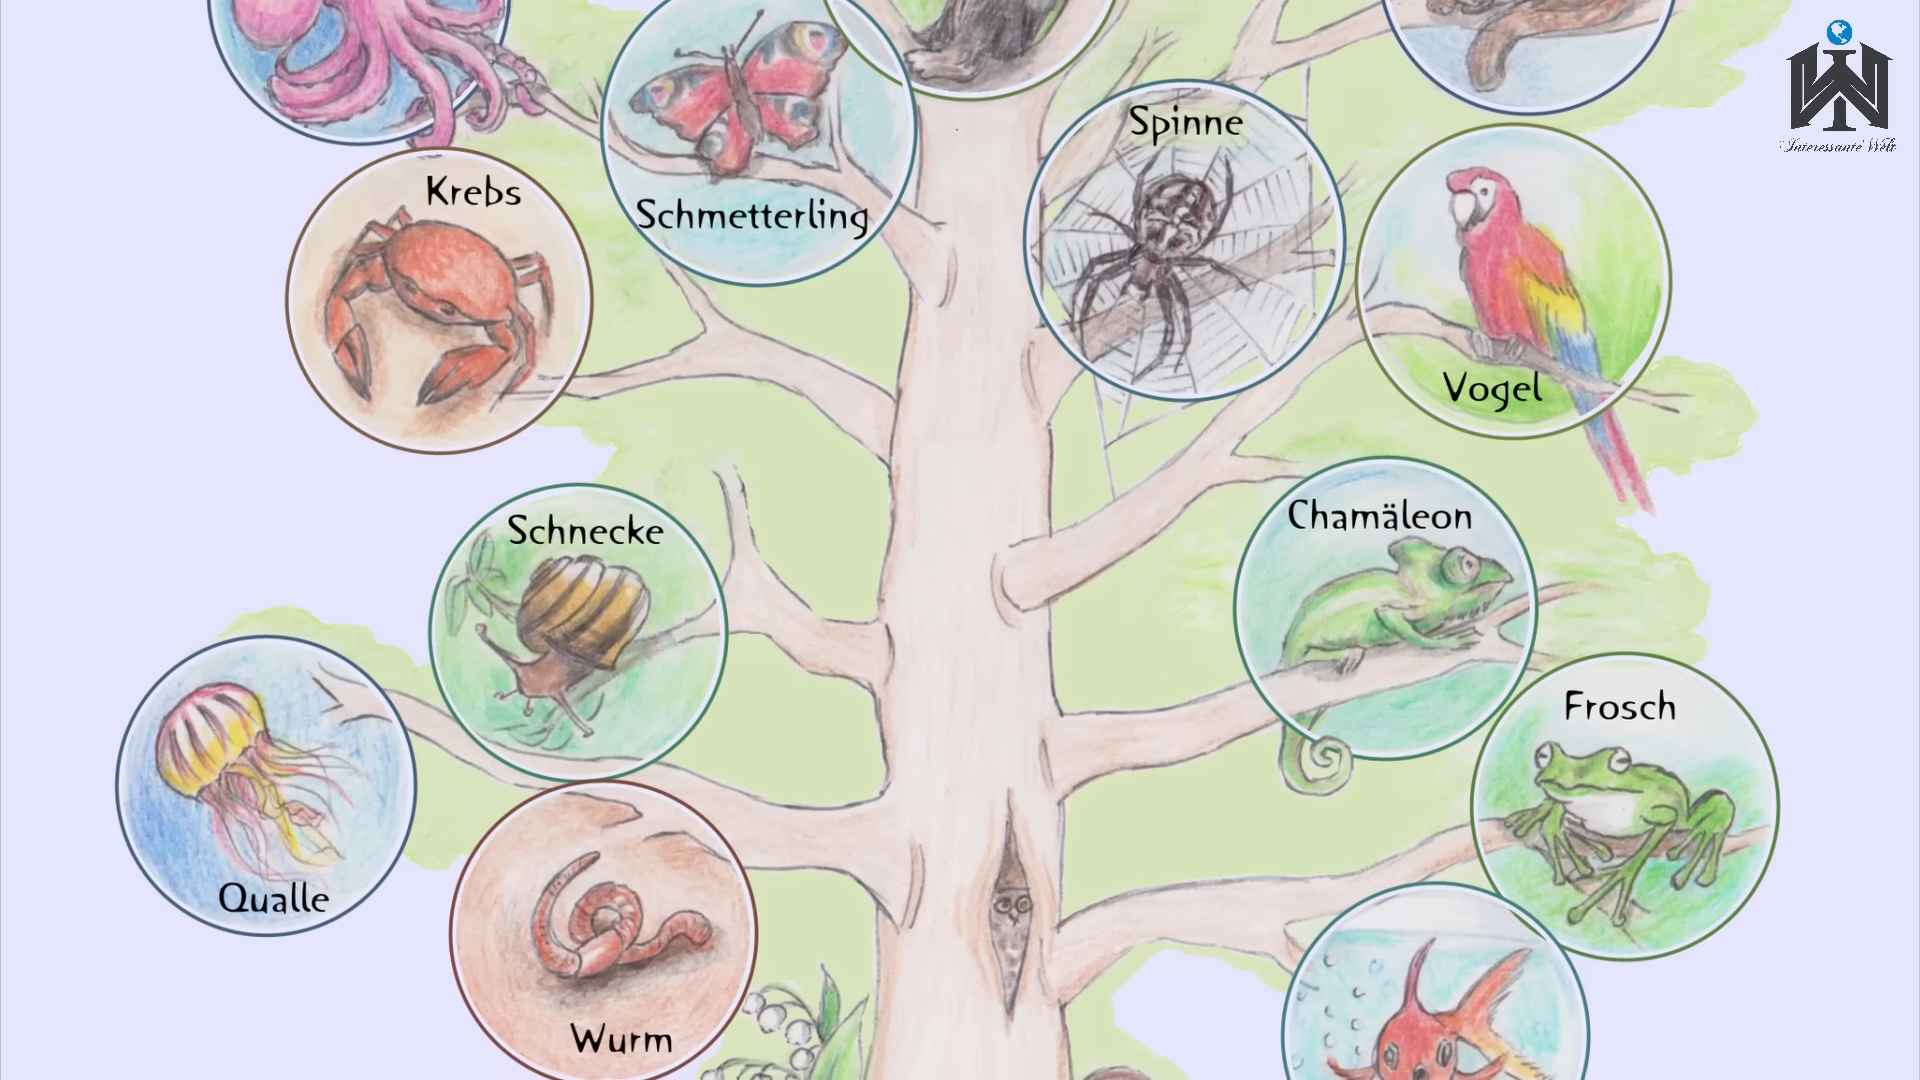 Interessante Welt
Spinne
Krebs
Schmetterling
Vogel
Chamäleon
Schnecke
Frosch
Qualle
Wurm